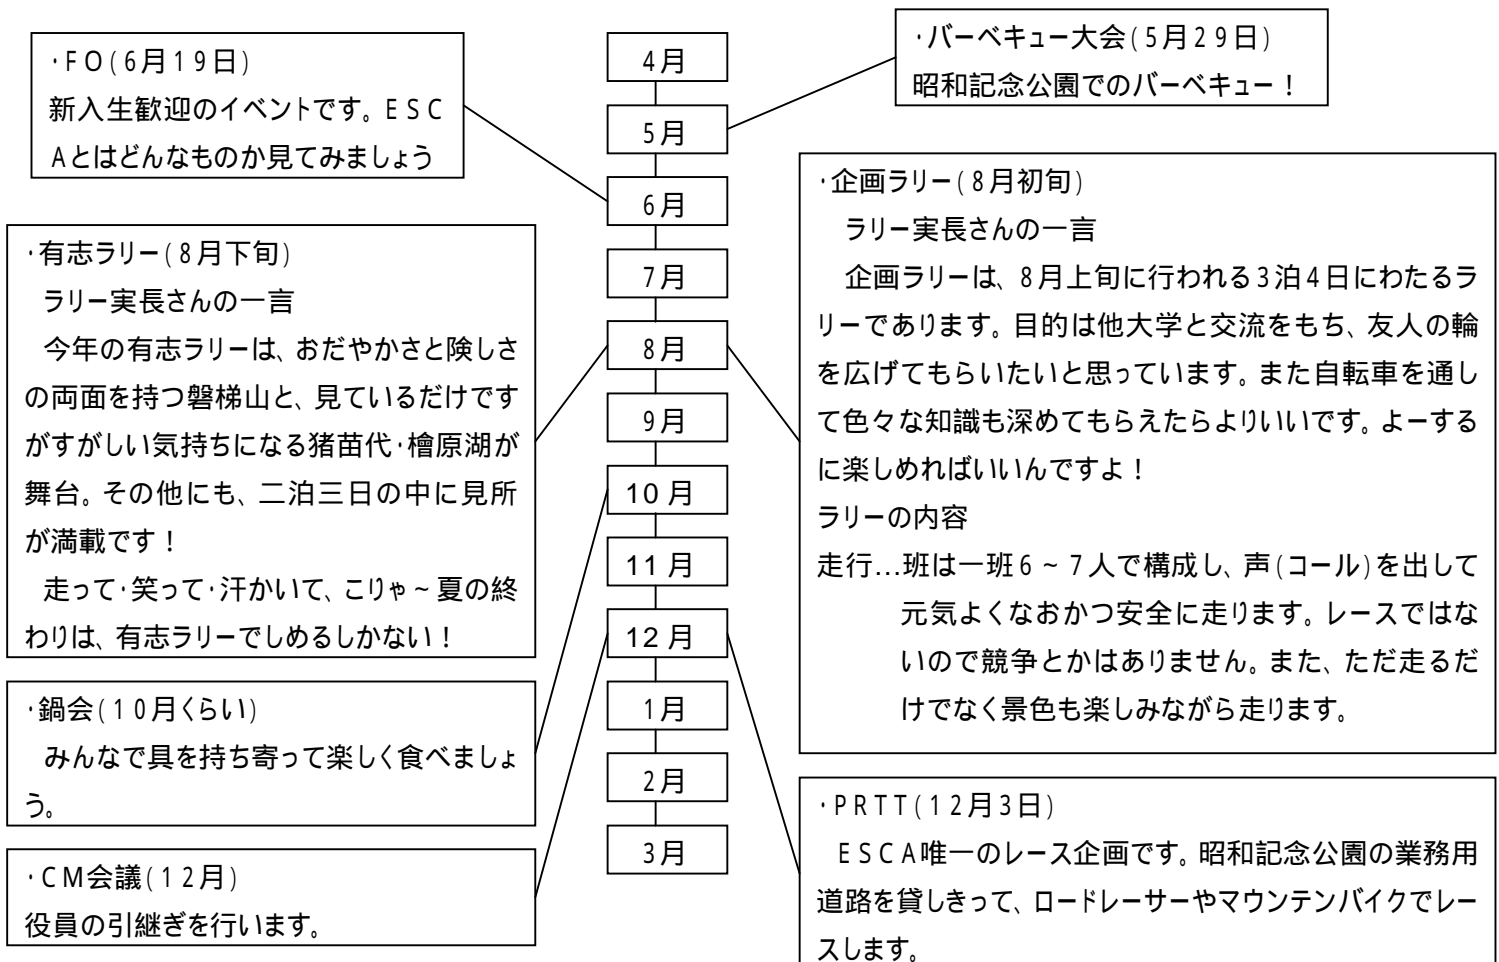 ・FO(6月19日)
新入生歓迎のイベントです。ESC
Aとはどんなものか見てみましょう
・有志ラリー(8月下旬)
ラリー実長さんの一言
今年の有志ラリーは、おだやかさと険しさ
の両面を持つ磐梯山と、見ているだけです
がすがしい気持ちになる猪苗代・檜原湖が
舞台。その他にも、二泊三日の中に見所
が満載です！
走って・笑って・汗かいて、こりゃ～夏の終
わりは、有志ラリーでしめるしかない！
・鍋会(10月くらい)
みんなで具を持ち寄って楽しく食べましょ
う。
・CM会議(12月)
役員の引継ぎを行います。
4月
5月
6月
7月
8月
9月
10月
11月
12月
1月
2月
3月
・バーベキュー大会(5月29日)
昭和記念公園でのバーベキュー！
・企画ラリー(8月初旬)
ラリー実長さんの一言
企画ラリーは、8月上旬に行われる3泊4日にわたるラ
リーであります。目的は他大学と交流をもち、友人の輪
を広げてもらいたいと思っています。また自転車を通し
て色々な知識も深めてもらえたらよりいいです。よーする
に楽しめればいいんですよ！
ラリーの内容
走行…班は一班6～7人で構成し、声(コール)を出して
元気よくなおかつ安全に走ります。レースではな
いので競争とかはありません。また、ただ走るだ
けでなく景色も楽しみながら走ります。
・PRTT(12月3日)
ESCA唯一のレース企画です。昭和記念公園の業務用
道路を貸しきって、ロードレーサーやマウンテンバイクでレー
スします。